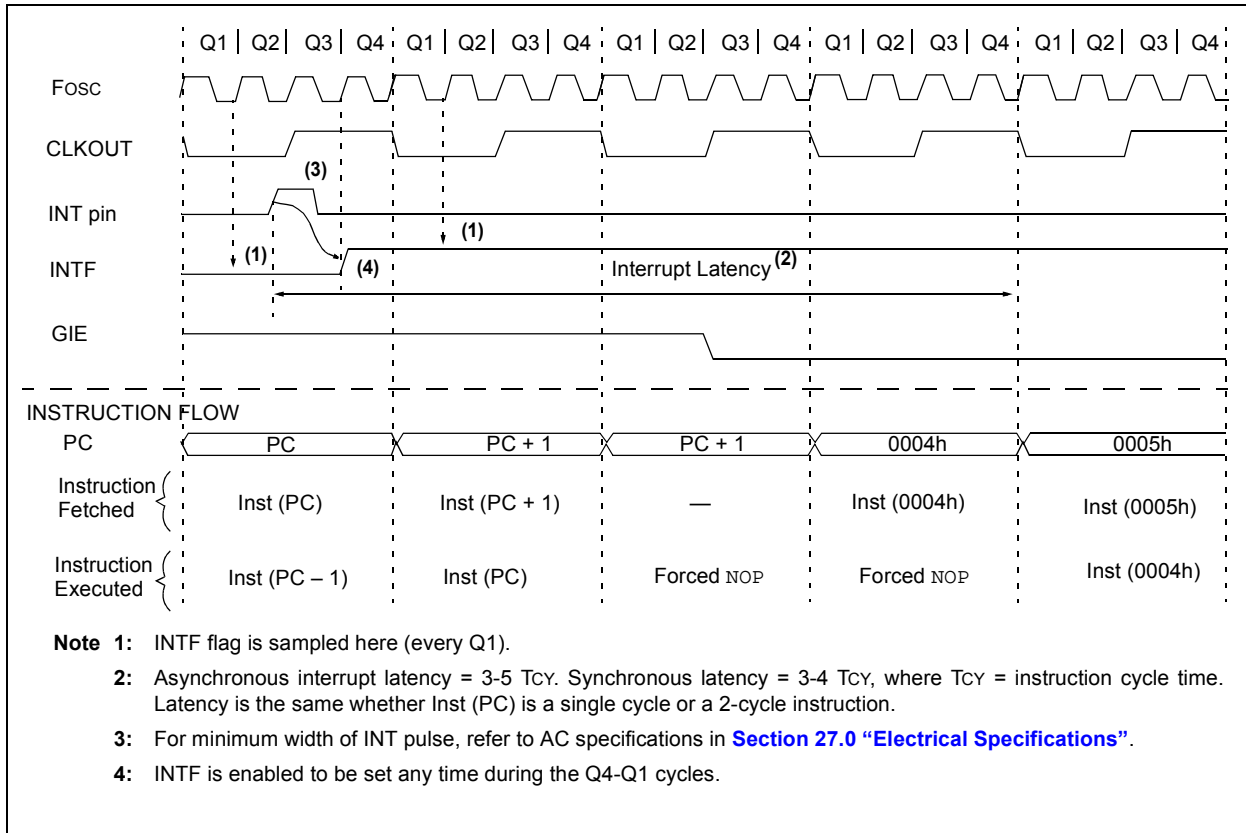 Q1 Q2 Q3 Q4 Q1 Q2 Q3 Q4 Q1 Q2 Q3 Q4 Q1 Q2 Q3 Q4 Q1 Q2 Q3 Q4
FOSC
CLKOUT
(3)
INT pin
(1)
(1)
INTF
(4)
Interrupt Latency (2)
GIE
INSTRUCTION FLOW
PC
PC
PC + 1
PC + 1
0004h
0005h
Instruction
Fetched
Inst (PC)
Inst (PC + 1)
—
Inst (0004h)
Inst (0005h)
Instruction
Executed
Inst (PC – 1)
Inst (PC)
Forced NOP
Forced NOP
Inst (0004h)
Note 1: INTF flag is sampled here (every Q1).
2: Asynchronous interrupt latency = 3-5 TCY. Synchronous latency = 3-4 TCY, where TCY = instruction cycle time.
Latency is the same whether Inst (PC) is a single cycle or a 2-cycle instruction.
3: For minimum width of INT pulse, refer to AC specifications in Section 27.0 “Electrical Specifications”.
4: INTF is enabled to be set any time during the Q4-Q1 cycles.